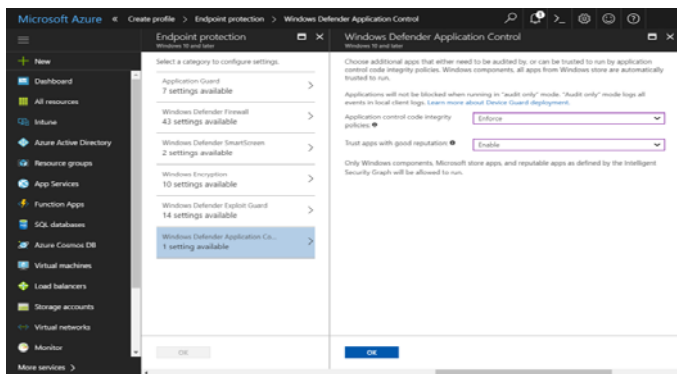 Microsoft Azure « Create profile > Endpoint protection > Windows Defender Application Control
New
Dashboard
All resources
Intune
Azure Active Directory
Resource groups
App Services
Function Apps
SQL databases
Azure Cosmos DB
Virtual machines
Load balancers
Storage accounts
Virtual networks
Monitor
More services >
Endpoint protection
Windows 10 and later
Select a category to configure settings.
Application Guard
7 settings available
Windows Defender Firewall
43 settings available
Windows Defender SmartScreen
2 settings available
Windows Encryption
10 settings available
Windows Defender Exploit Guard
14 settings available
Windows Defender Application Co...
1 setting available
OK
Windows Defender Application Control
Windows 10 and later
Choose additional apps that either need to be audited by, or can be trusted to run by application
control code integrity policies. Windows components, all apps from Windows store are automatically
trusted to run.
Applications will not be blocked when running in "audit only" mode. "Audit only" mode logs all
events in local client logs. Learn more about Device Guard deployment.
Application control code integrity
policies:
Enforce
Trust apps with good reputation:
Enable
Only Windows components, Microsoft store apps, and reputable apps as defined by the Intelligent
Security Graph will be allowed to run.
OK